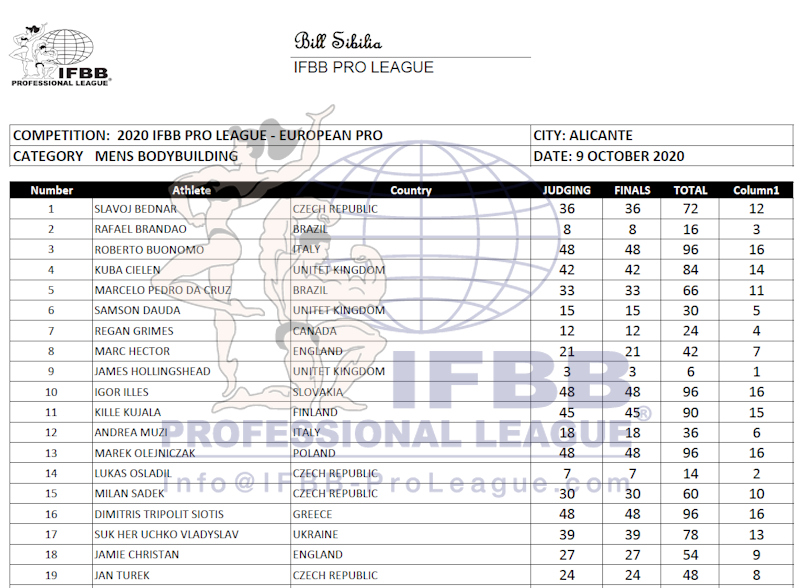 IFBB
PROFESSIONAL LEAGUE®
Bill Sibilia
IFBB PRO LEAGUE
COMPETITION: 2020 IFBB PRO LEAGUE - EUROPEAN PRO CITY: ALICANTE
CATEGORY MENS BODYBUILDING DATE: 9 OCTOBER 2020
Number Athlete Country JUDGING FINALS TOTAL Column1
1 SLAVOJ BEDNAR CZECH REPUBLIC 36 36 72 12
2 RAFAEL BRANDAO BRAZIL 8 8 16 3
3 ROBERTO BUONOMO ITALY 48 48 96 16
4 KUBA CIELEN UNITET KINGDOM 42 42 84 14
5 MARCELO PEDRO DA CRUZ BRAZIL 33 33 66 11
6 SAMSON DAUDA UNITET KINGDOM 15 15 30 5
7 REGAN GRIMES CANADA 12 12 24 4
8 MARC HECTOR ENGLAND 21 21 42 7
9 JAMES HOLLINGSHEAD UNITET KINGDOM 3 3 6 1
10 IGOR ILLES SLOVAKIA 48 48 96 16
11 KILLE KUJALA FINLAND 45 45 90 15
12 ANDREA MUZI ITALY 18 18 36 6
13 MAREK OLEJNICZAK POLAND 48 48 96 16
14 LUKAS OSLADIL CZECH REPUBLIC 7 7 14 2
15 MILAN SADEK CZECH REPUBLIC 30 30 60 10
16 DIMITRIS TRIPOLIT SIOTIS GREECE 48 48 96 16
17 SUK HER UCHKO VLADYSLAV UKRAINE 39 39 78 13
18 JAMIE CHRISTAN ENGLAND 27 27 54 9
19 JAN TUREK CZECH REPUBLIC 24 24 48 8
IFBB
PROFESSIONAL LEAGUE®
Info@IFBB-ProLeague.com